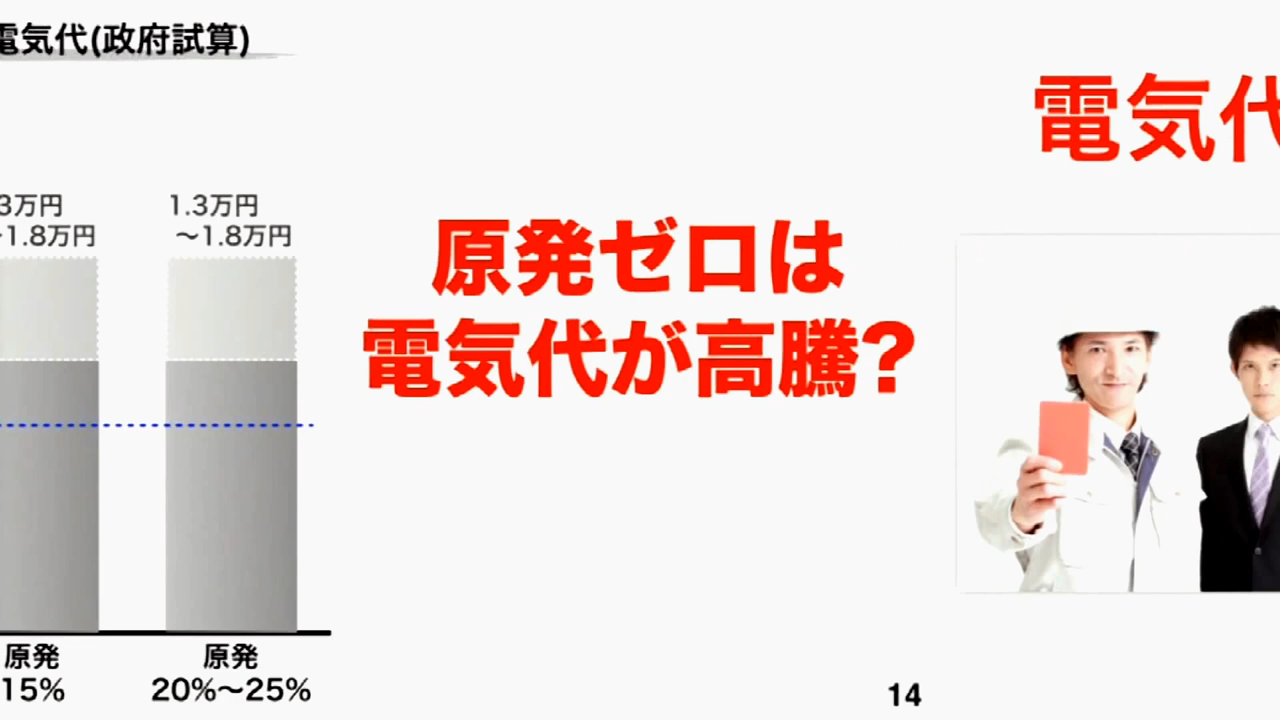 電気代(政府試算)
3万円
~1.8万円
1.3万円
~1.8万円
原発
15%
原発
20%~25%
原発ゼロは
電気代が高騰?
14
電気代